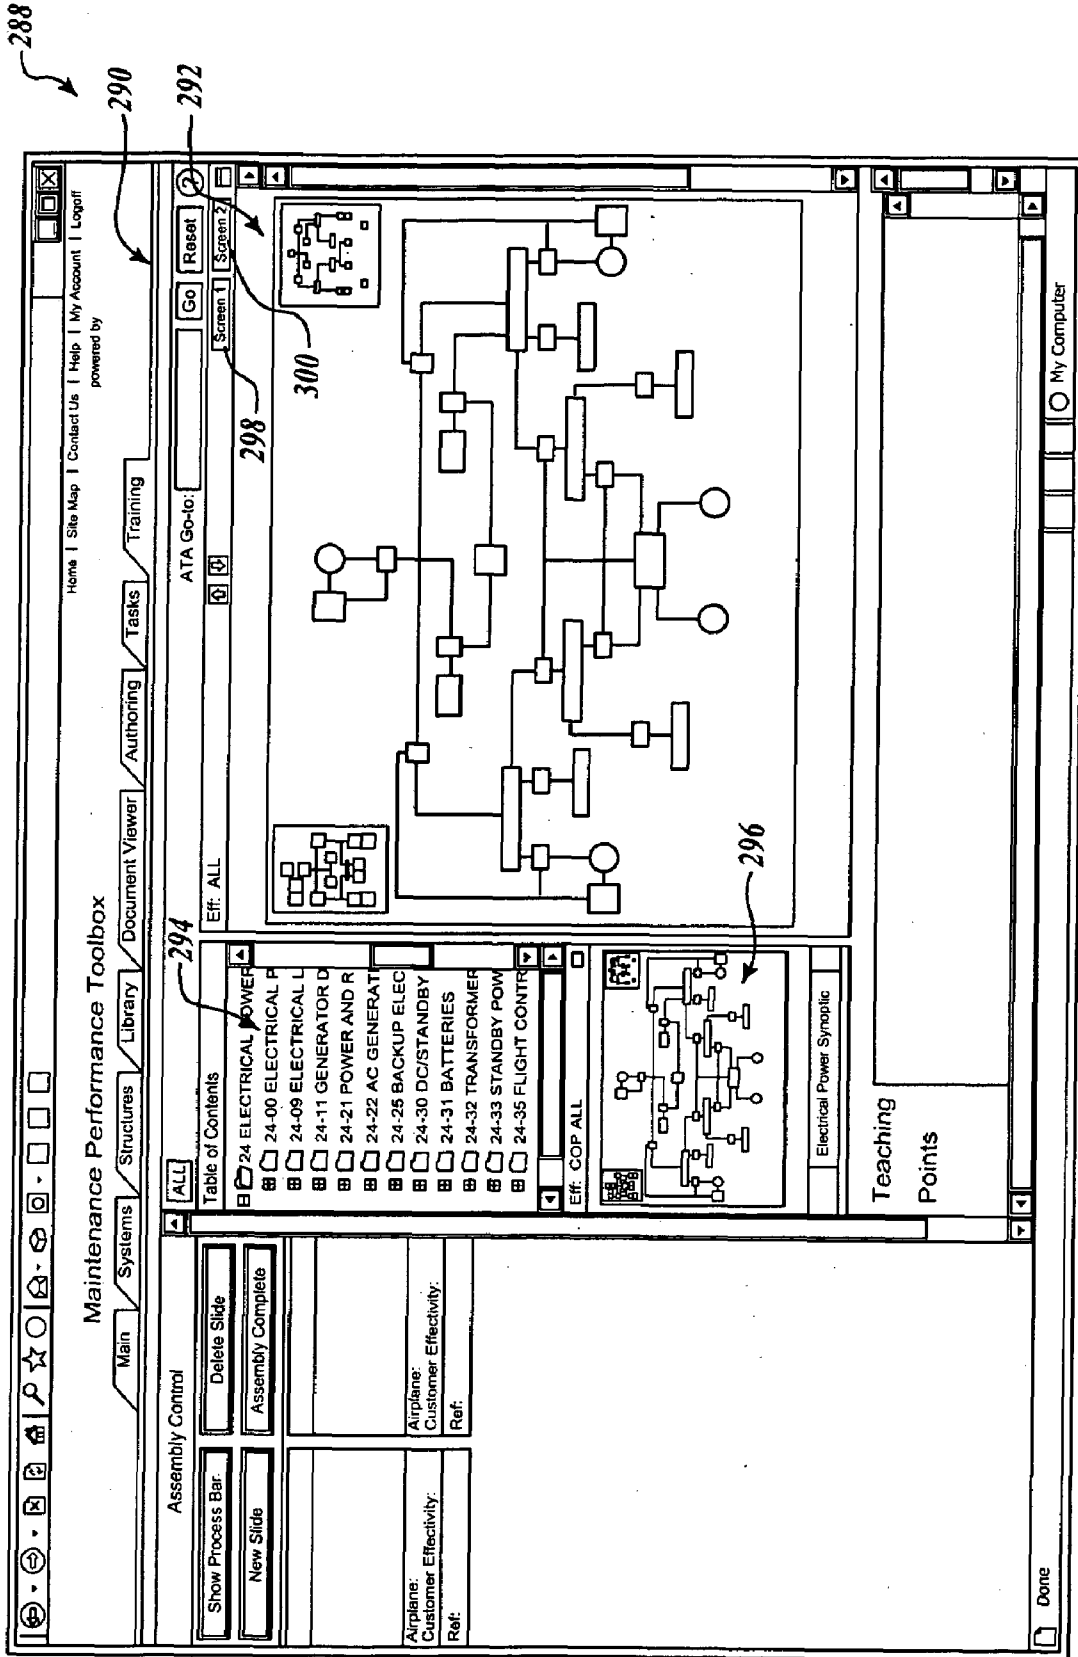 288
Home | Site Map | Contact Us | Help | My Account | Logoff
Maintenance Performance Toolbox
powered by
290
Main
Systems
Structures
Library
Document Viewer
Authoring
Tasks
Training
Assembly Control
ALL
ATA Go-to:
Go
Reset
?
292
Show Process Bar
Delete Slide
New Slide
Assembly Complete
Table of Contents
294
Eff: ALL
Screen 1
Screen 2
298
300
24 ELECTRICAL POWER
24-00 ELECTRICAL P
24-09 ELECTRICAL L
24-11 GENERATOR D
24-21 POWER AND R
24-22 AC GENERATI
24-25 BACKUP ELEC
24-30 DC/STANDBY
24-31 BATTERIES
24-32 TRANSFORMER
24-33 STANDBY POW
24-35 FLIGHT CONTR
Airplane:
Customer Effectivity:
Ref:
Airplane:
Customer Effectivity:
Ref:
Eff: COP ALL
296
Electrical Power Synoptic
Teaching
Points
Done
My Computer